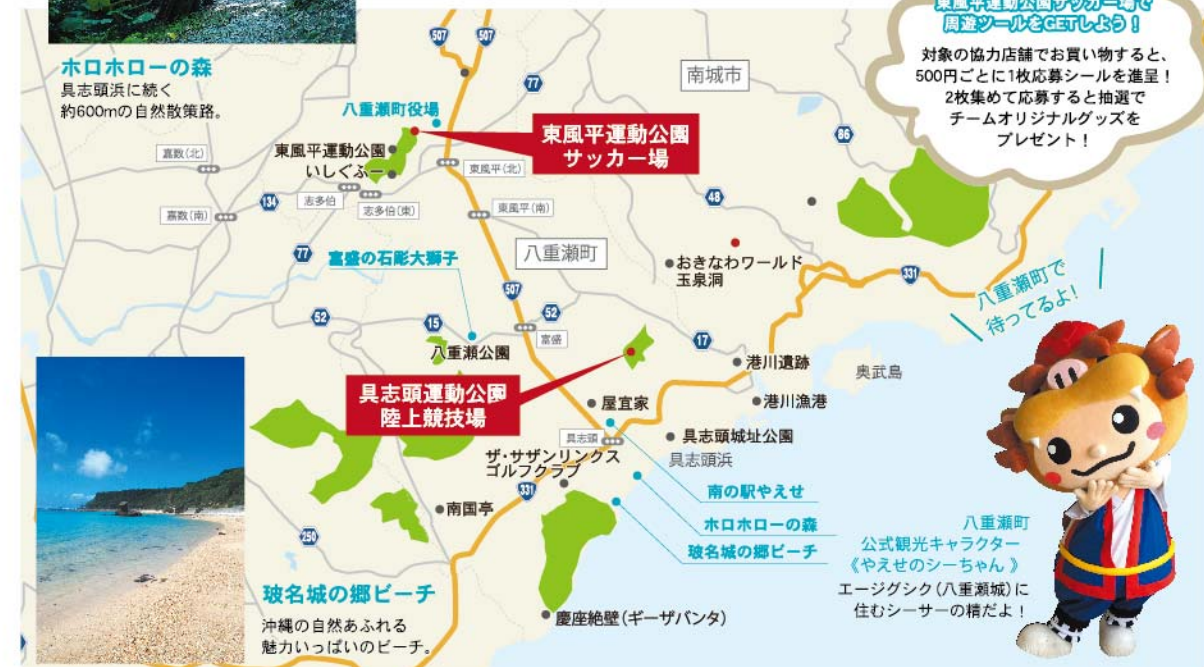 東風平運動公園サッカー場で
周遊ツールをGETしよう！
対象の協力店舗でお買い物すると、
500円ごとに1枚応募シールを進呈！
2枚集めて応募すると抽選で
チームオリジナルグッズを
プレゼント！
ホロホローの森
具志頭浜に続く
約600mの自然散策路。
507
507
77
南城市
86
八重瀬町役場
東風平運動公園
サッカー場
東風平運動公園
いしぐふー
嘉数(北)
東風平(北)
志多伯
134
志多伯(東)
嘉数(南)
東風平(南)
48
八重瀬町
77
富盛の石彫大獅子
おきなわワールド
玉泉洞
331
八重瀬町で
待ってるよ！
507
52
15
52
富盛
17
八重瀬公園
港川遺跡
奥武島
具志頭運動公園
陸上競技場
屋宜家
港川漁港
具志頭
具志頭城址公園
具志頭浜
ザ・サザンリンクス
ゴルフクラブ
331
南の駅やえせ
南国亭
ホロホローの森
250
玻名城の郷ビーチ
八重瀬町
公式観光キャラクター
《やえせのシーちゃん》
エージグシク(八重瀬城)に
住むシーサーの精だよ！
玻名城の郷ビーチ
沖縄の自然あふれる
魅力いっぱいのビーチ。
慶座絶壁(ギーザバンタ)